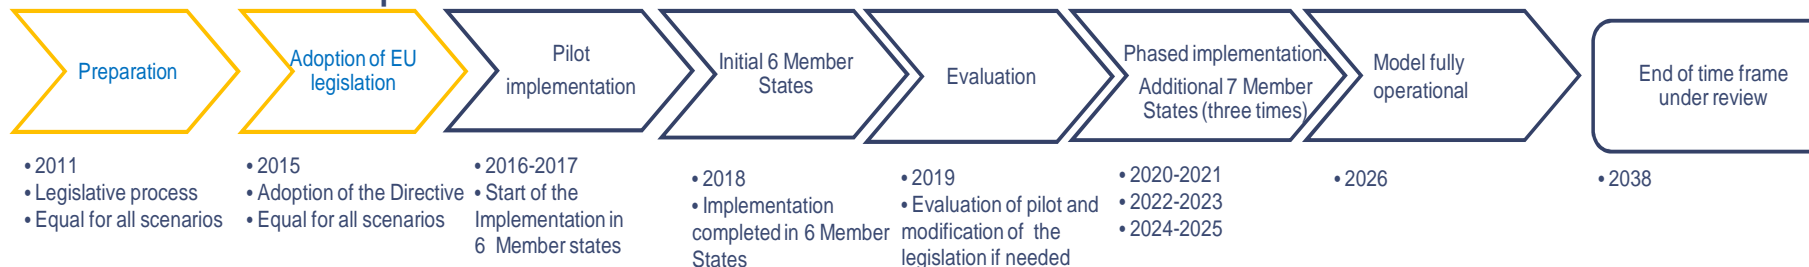 Preparation
Adoption of EU
legislation
Pilot
implementation
Initial 6 Member
States
Evaluation
Phased implementation:
Additional 7 Member
States (three times)
Model fully
operational
End of time frame
under review
• 2011
• Legislative process
• Equal for all scenarios
• 2015
• Adoption of the Directive
• Equal for all scenarios
• 2016-2017
• Start of the
Implementation in
6 Member states
• 2018
• Implementation
completed in 6 Member
States
• 2019
• Evaluation of pilot and
modification of the
legislation if needed
• 2020-2021
• 2022-2023
• 2024-2025
• 2026
• 2038